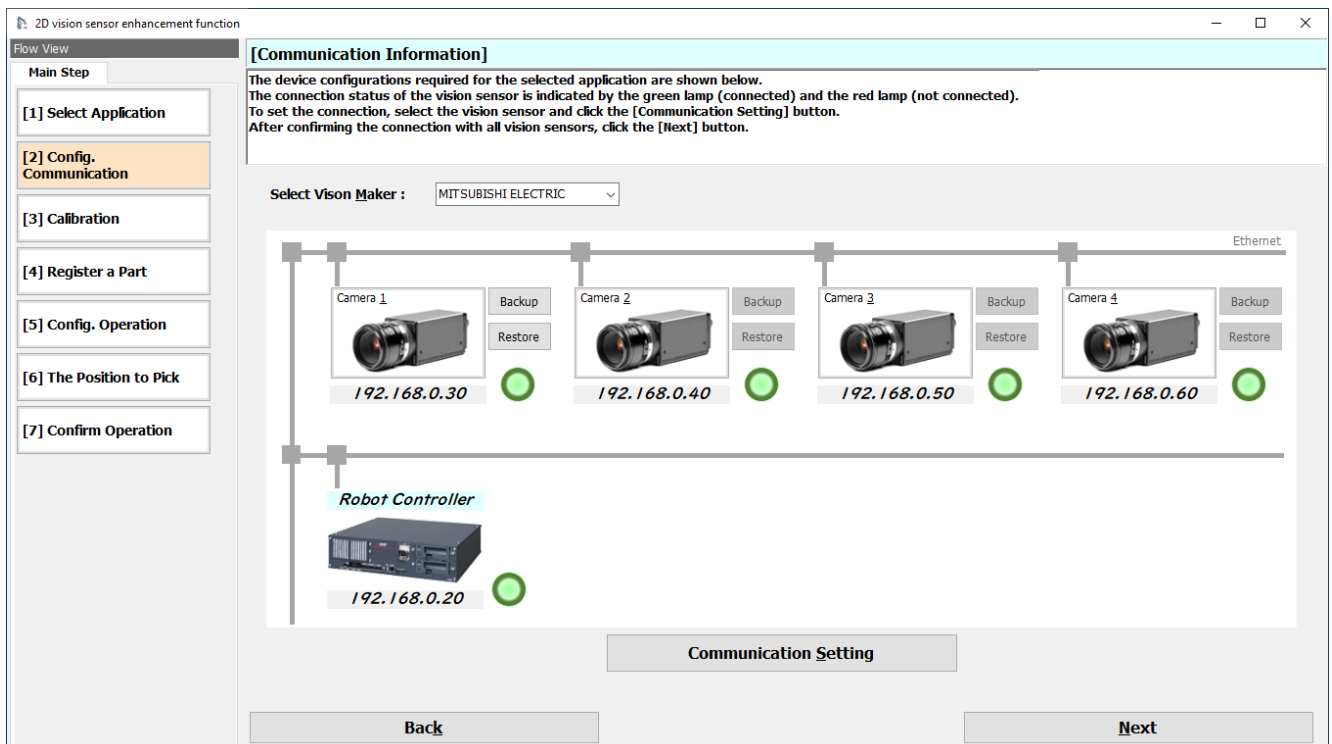 2D vision sensor enhancement function
Flow View
Main Step
[1] Select Application
[2] Config.
Communication
[3] Calibration
[4] Register a Part
[5] Config. Operation
[6] The Position to Pick
[7] Confirm Operation
[Communication Information]
The device configurations required for the selected application are shown below.
The connection status of the vision sensor is indicated by the green lamp (connected) and the red lamp (not connected).
To set the connection, select the vision sensor and click the [Communication Setting] button.
After confirming the connection with all vision sensors, click the [Next] button.
Select Vison Maker : MITSUBISHI ELECTRIC
Ethernet
Camera 1
Backup
Restore
192.168.0.30
Camera 2
Backup
Restore
192.168.0.40
Camera 3
Backup
Restore
192.168.0.50
Camera 4
Backup
Restore
192.168.0.60
Robot Controller
192.168.0.20
Communication Setting
Back
Next